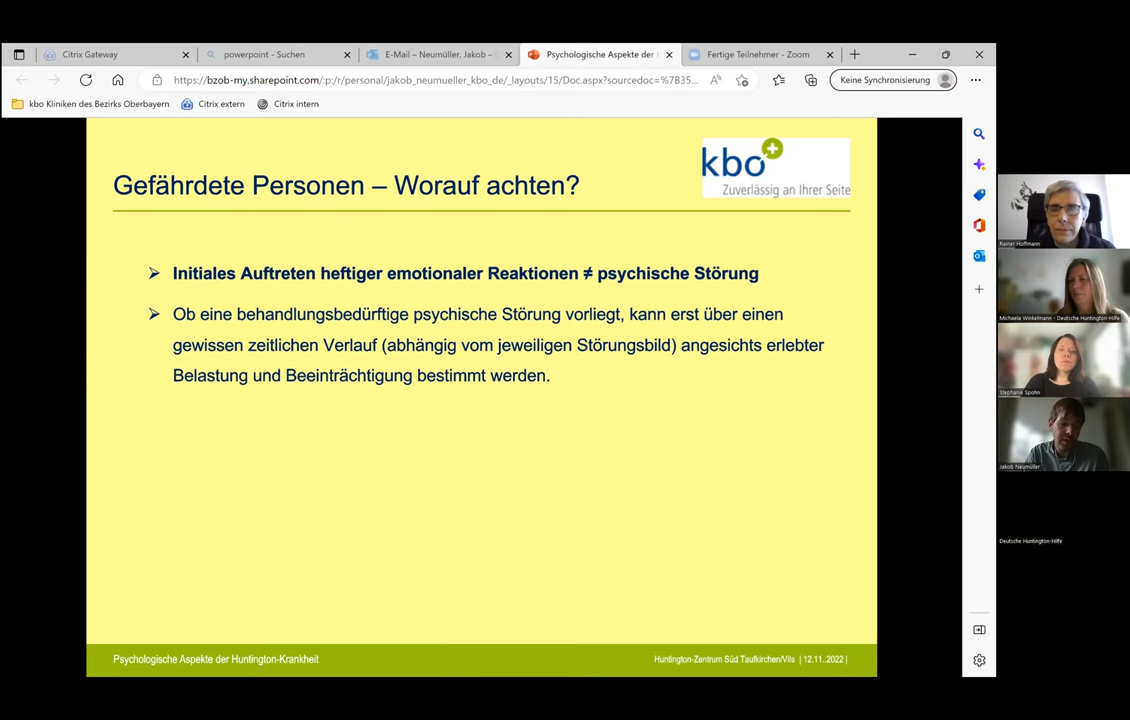 Citrix Gateway
powerpoint - Suchen
E-Mail – Neumüller, Jakob –
Psychologische Aspekte der
Fertige Teilnehmer - Zoom
https://bzob-my.sharepoint.com/:p:/r/personal/jakob_neumueller_kbo_de/_layouts/15/Doc.aspx?sourcedoc=%7B35...
Keine Synchronisierung
kbo Kliniken des Bezirks Oberbayern
Citrix extern
Citrix intern
kbo
Zuverlässig an Ihrer Seite
Gefährdete Personen – Worauf achten?
Initiales Auftreten heftiger emotionaler Reaktionen ≠ psychische Störung
Ob eine behandlungsbedürftige psychische Störung vorliegt, kann erst über einen
gewissen zeitlichen Verlauf (abhängig vom jeweiligen Störungsbild) angesichts erlebter
Belastung und Beeinträchtigung bestimmt werden.
Psychologische Aspekte der Huntington-Krankheit
Huntington-Zentrum Süd Taufkirchen/Vils | 12.11..2022 |
Rainer Hoffmann
Michaela Winkelmann - Deutsche Huntington-Hilfe
Stephanie Spohn
Jakob Neumüller
Deutsche Huntington-Hilfe